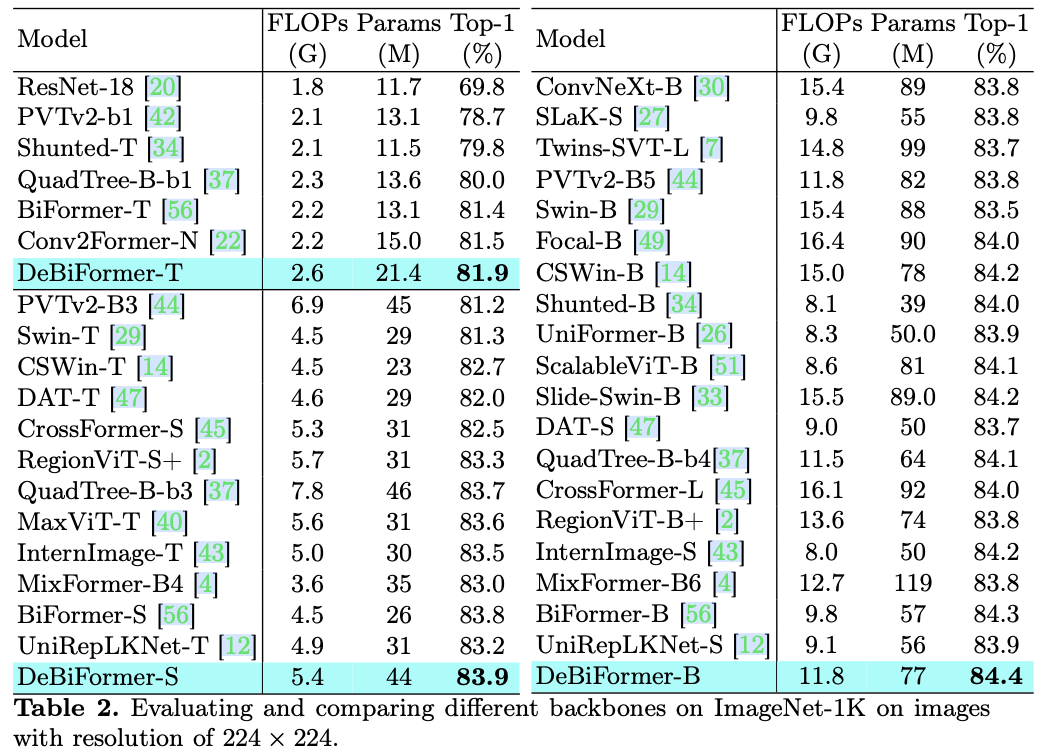 Model FLOPs Params Top-1
(G) (M) (%)
ResNet-18 [20] 1.8 11.7 69.8
PVTv2-b1 [42] 2.1 13.1 78.7
Shunted-T [34] 2.1 11.5 79.8
QuadTree-B-b1 [37] 2.3 13.6 80.0
BiFormer-T [56] 2.2 13.1 81.4
Conv2Former-N [22] 2.2 15.0 81.5
DeBiFormer-T 2.6 21.4 81.9
PVTv2-B3 [44] 6.9 45 81.2
Swin-T [29] 4.5 29 81.3
CSWin-T [14] 4.5 23 82.7
DAT-T [47] 4.6 29 82.0
CrossFormer-S [45] 5.3 31 82.5
RegionViT-S+ [2] 5.7 31 83.3
QuadTree-B-b3 [37] 7.8 46 83.7
MaxViT-T [40] 5.6 31 83.6
InternImage-T [43] 5.0 30 83.5
MixFormer-B4 [4] 3.6 35 83.0
BiFormer-S [56] 4.5 26 83.8
UniRepLKNet-T [12] 4.9 31 83.2
DeBiFormer-S 5.4 44 83.9
Model FLOPs Params Top-1
(G) (M) (%)
ConvNeXt-B [30] 15.4 89 83.8
SLaK-S [27] 9.8 55 83.8
Twins-SVT-L [7] 14.8 99 83.7
PVTv2-B5 [44] 11.8 82 83.8
Swin-B [29] 15.4 88 83.5
Focal-B [49] 16.4 90 84.0
CSWin-B [14] 15.0 78 84.2
Shunted-B [34] 8.1 39 84.0
UniFormer-B [26] 8.3 50.0 83.9
ScalableViT-B [51] 8.6 81 84.1
Slide-Swin-B [33] 15.5 89.0 84.2
DAT-S [47] 9.0 50 83.7
QuadTree-B-b4[37] 11.5 64 84.1
CrossFormer-L [45] 16.1 92 84.0
RegionViT-B+ [2] 13.6 74 83.8
InternImage-S [43] 8.0 50 84.2
MixFormer-B6 [4] 12.7 119 83.8
BiFormer-B [56] 9.8 57 84.3
UniRepLKNet-S [12] 9.1 56 83.9
DeBiFormer-B 11.8 77 84.4
Table 2. Evaluating and comparing different backbones on ImageNet-1K on images
with resolution of 224 × 224.